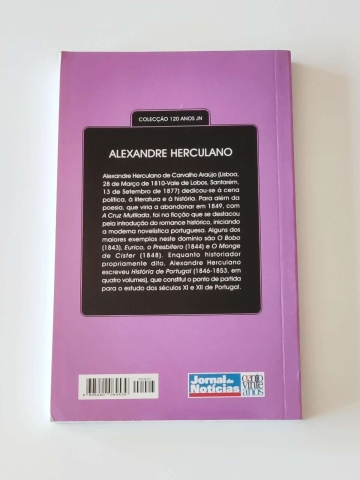 COLECÇÃO 120 ANOS JN
ALEXANDRE HERCULANO
Alexandre Herculano de Carvalho Araújo (Lisboa,
28 de Março de 1810-Vale de Lobos, Santarém,
13 de Setembro de 1877) dedicou-se à cena
política, à literatura e à história. Para além da
poesia, que viria a abandonar em 1849, com
A Cruz Mutilada, foi na ficção que se destacou
pela introdução do romance histórico, iniciando
a moderna novelística portuguesa. Alguns dos
maiores exemplos neste domínio são O Bobo
(1843), Eurico, o Presbítero (1844) e O Monge
de Cister (1848). Enquanto historiador
propriamente dito, Alexandre Herculano
escreveu História de Portugal (1846-1853, em
quatro volumes), que constitui o ponto de partida
para o estudo dos séculos XI e XII de Portugal.
Jornal de
Notícias
cento
vinte
anos